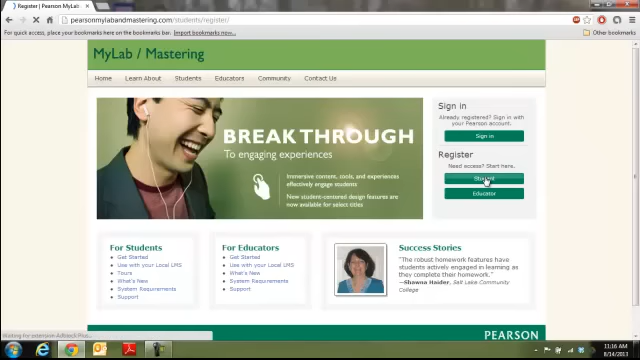 Register | Pearson MyLab
pearsonmylabandmastering.com/students/register/
For quick access, place your bookmarks here on the bookmarks bar. Import bookmarks now...
Other bookmarks
MyLab / Mastering
Home Learn About Students Educators Community Contact Us
BREAKTHROUGH
To engaging experiences
Immersive content, tools, and experiences
effectively engage students
New student-centered design features are
now available for select titles
Sign in
Already registered? Sign in with
your Pearson account.
Sign in
Register
Need access? Start here.
Student
Educator
For Students
Get Started
Use with your Local LMS
Tours
What's New
System Requirements
Support
For Educators
Get Started
Use with your Local LMS
What's New
System Requirements
Support
Success Stories
"The robust homework features have
students actively engaged in learning as
they complete their homework."
—Shawna Haider, Salt Lake Community
College
Waiting for extension Adblock Plus...
PEARSON
11:16 AM
8/14/2013